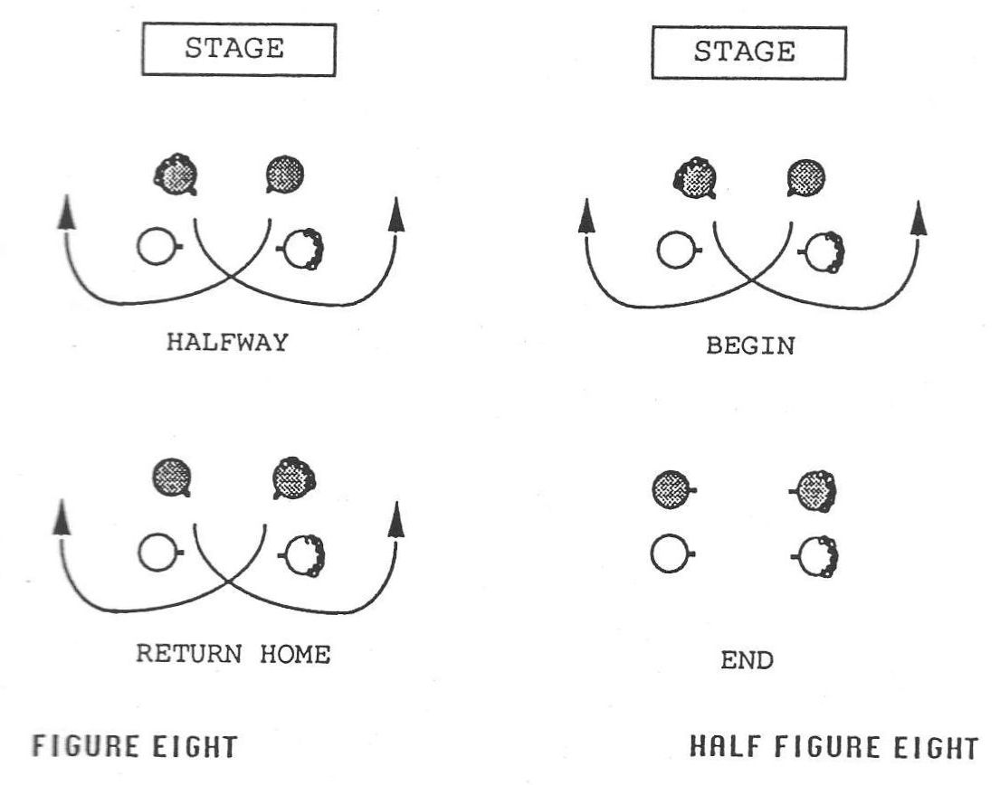 STAGE
HALFWAY
RETURN HOME
FIGURE EIGHT
STAGE
BEGIN
END
HALF FIGURE EIGHT